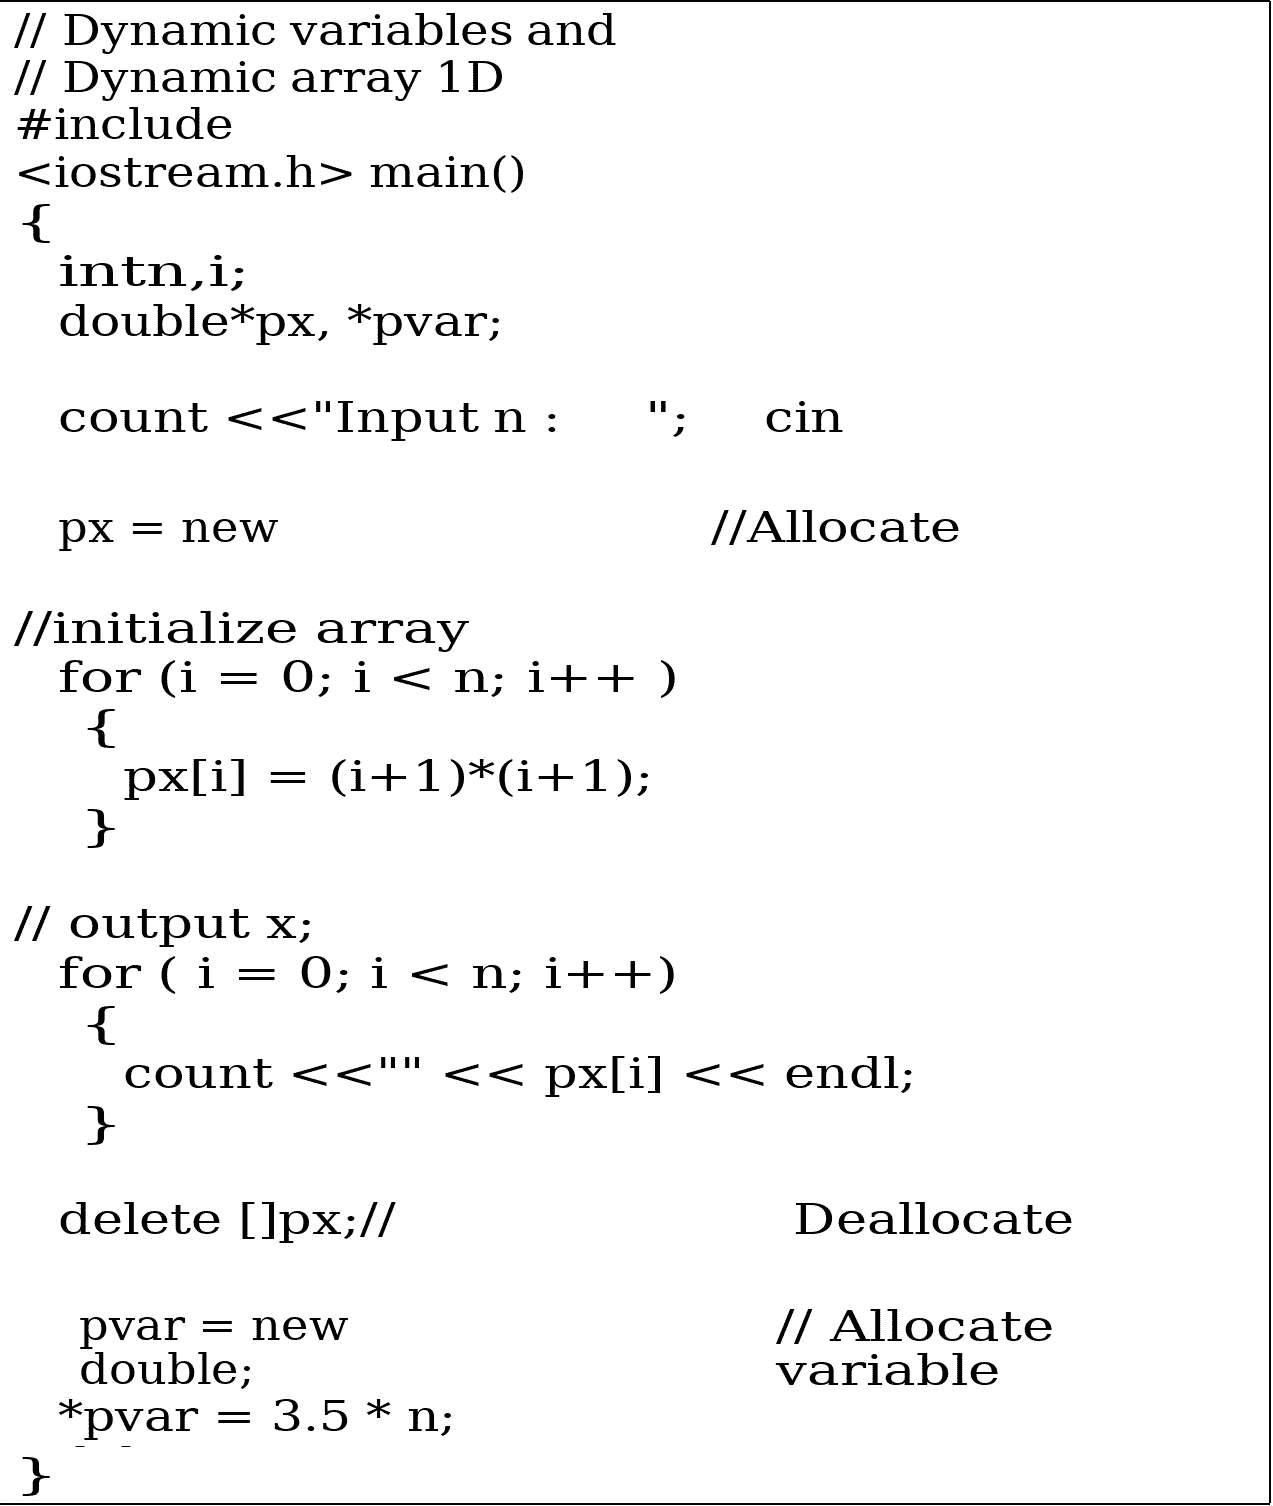 // Dynamic variables and
// Dynamic array 1D
#include
<iostream.h> main()
{
intn,i;
double*px, *pvar;
count <<"Input n : "; cin
px = new //Allocate
//initialize array
for (i = 0; i < n; i++ )
{
px[i] = (i+1)*(i+1);
}
// output x;
for ( i = 0; i < n; i++)
{
count <<"" << px[i] << endl;
}
delete []px;// Deallocate
pvar = new // Allocate
double; variable
*pvar = 3.5 * n;
}